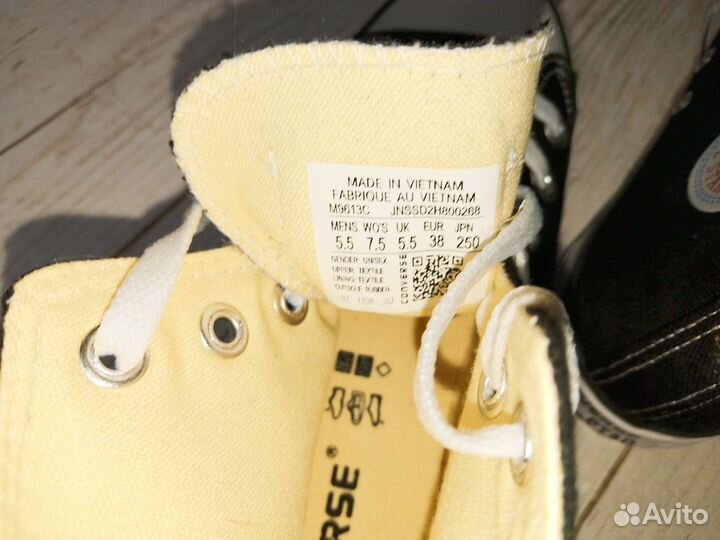 MADE IN VIETNAM
FABRIQUE AU VIETNAM
M9613C JNSSD2H800268
MENS WO'S UK EUR JPN
5.5 7.5 5.5 38 250
GENDER: UNISEX
UPPER: TEXTILE
LINING: TEXTILE
OUTSOLE: RUBBER
CONVERSE
RSE®
Avito